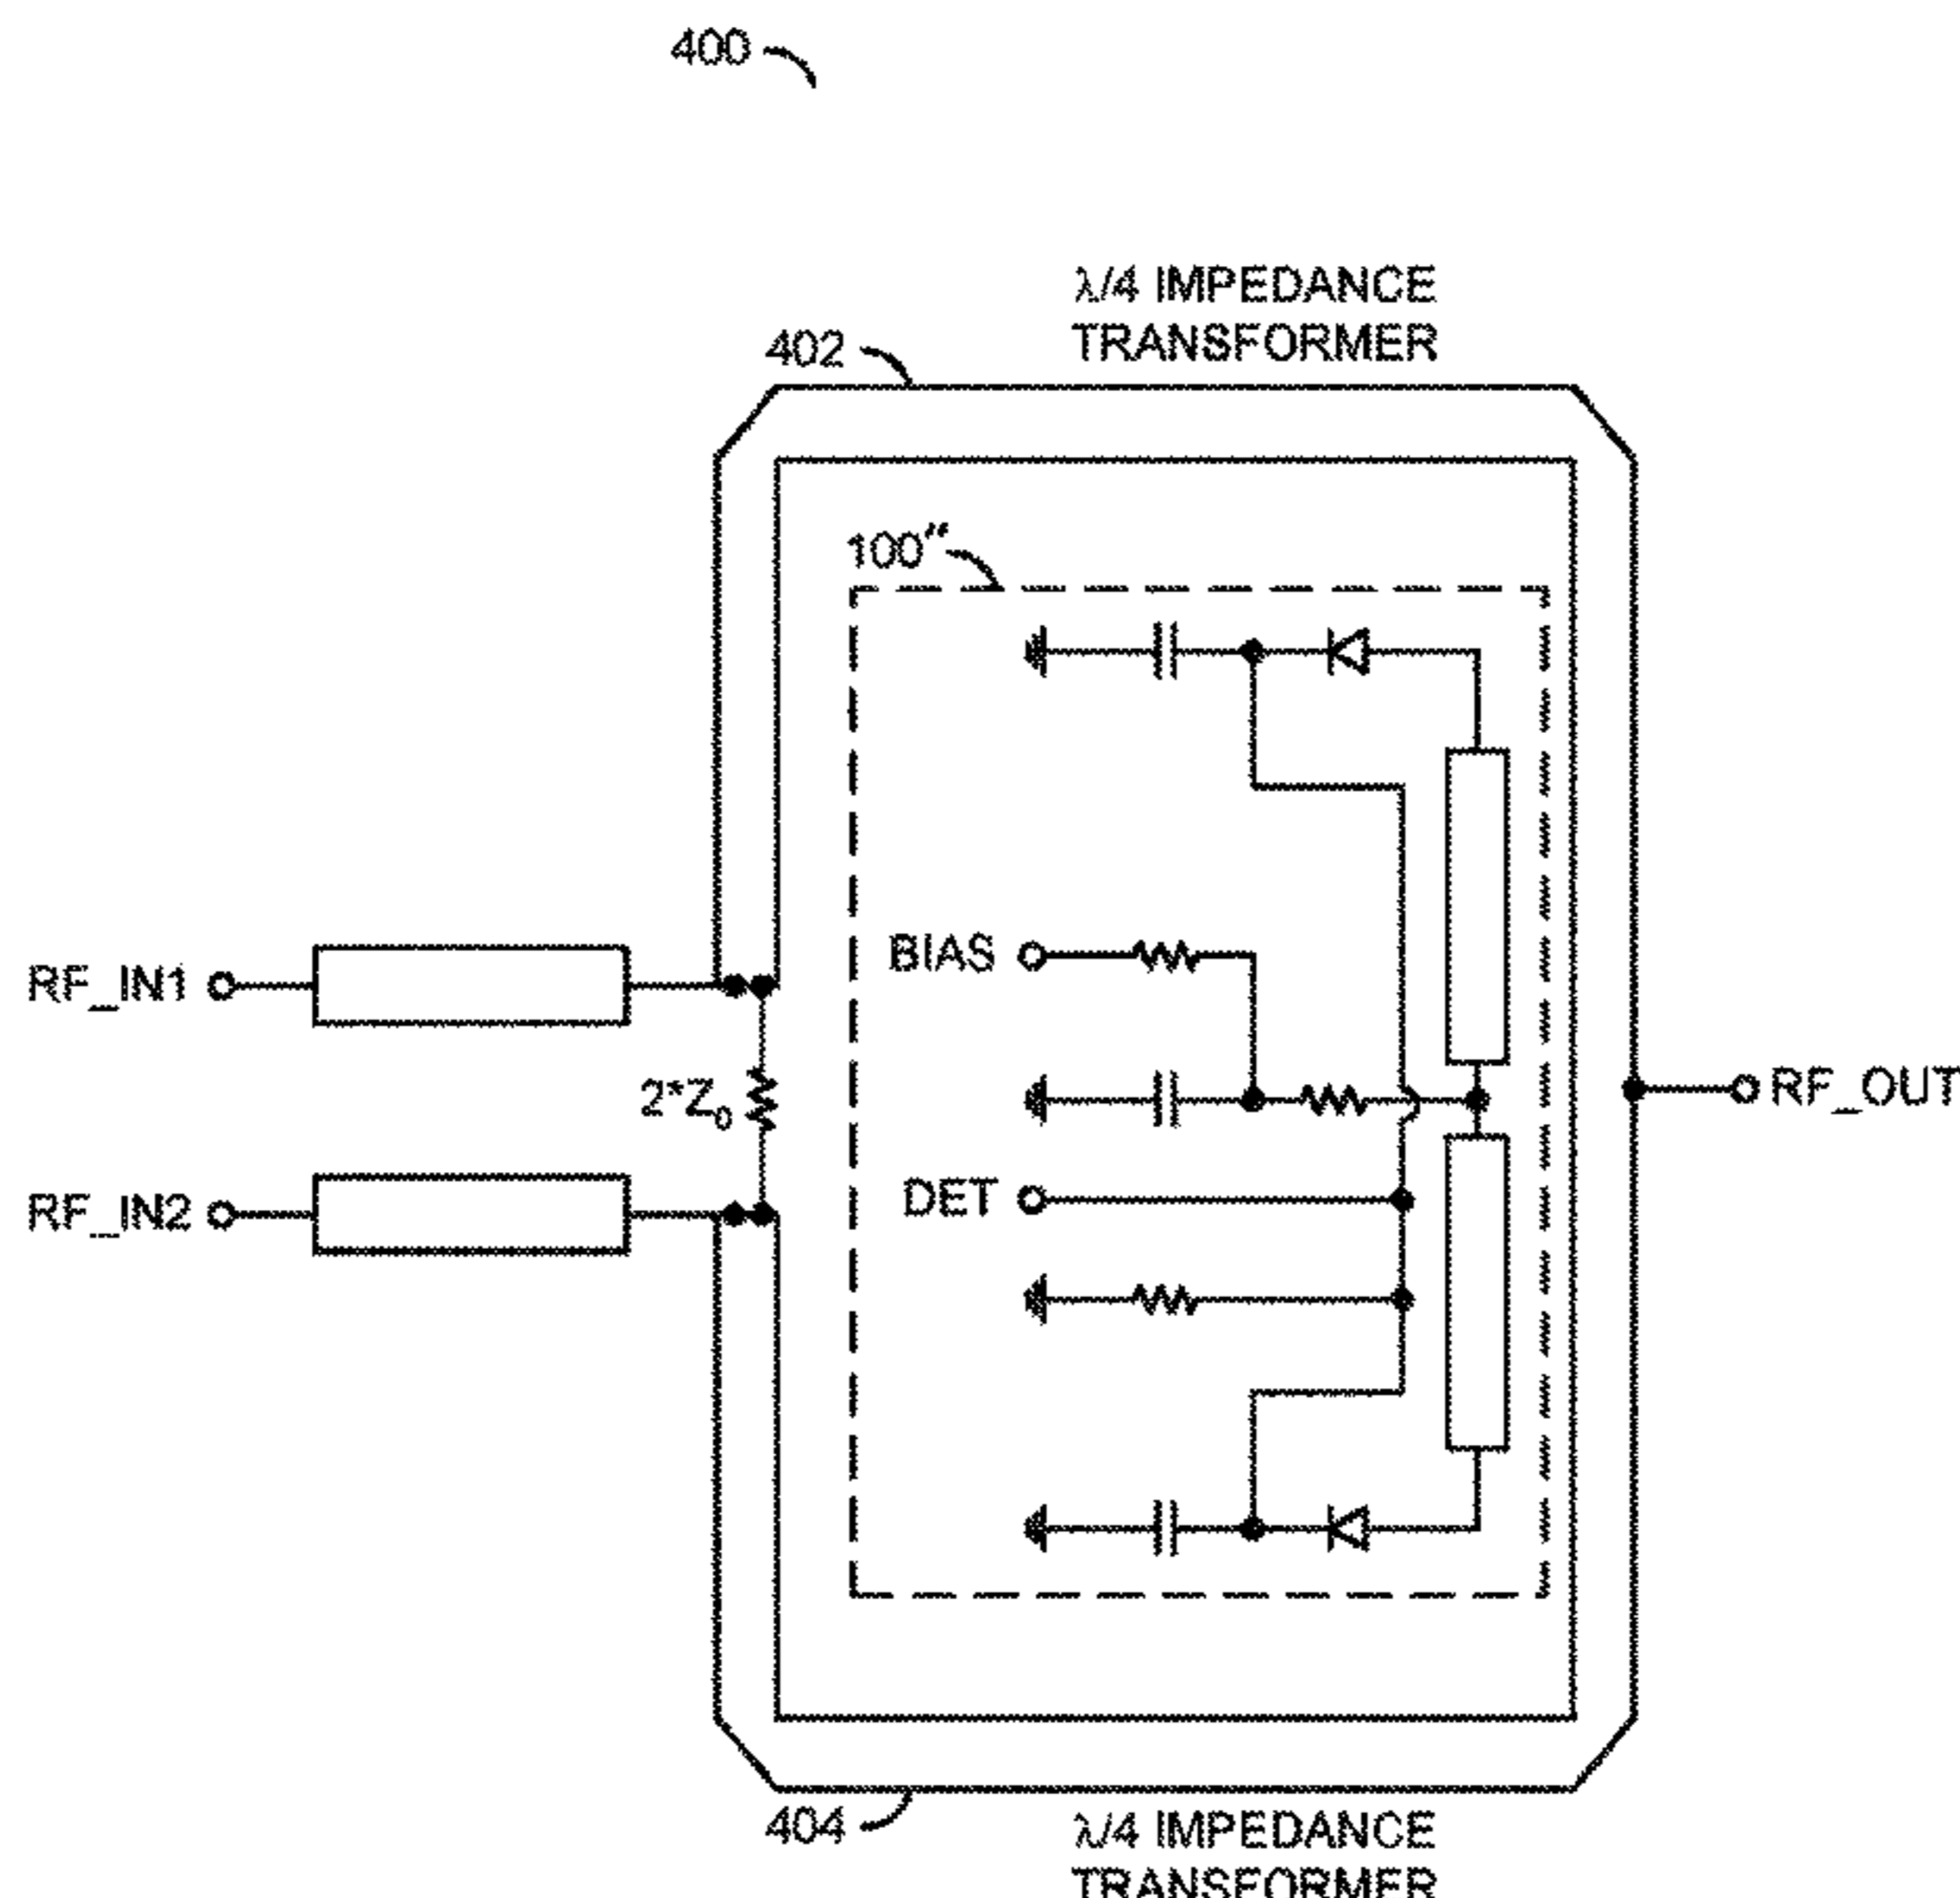 400
λ/4 IMPEDANCE
TRANSFORMER
402
100"
BIAS
RF_IN1
2*Z0
RF_OUT
DET
RF_IN2
404
λ/4 IMPEDANCE
TRANSFORMER